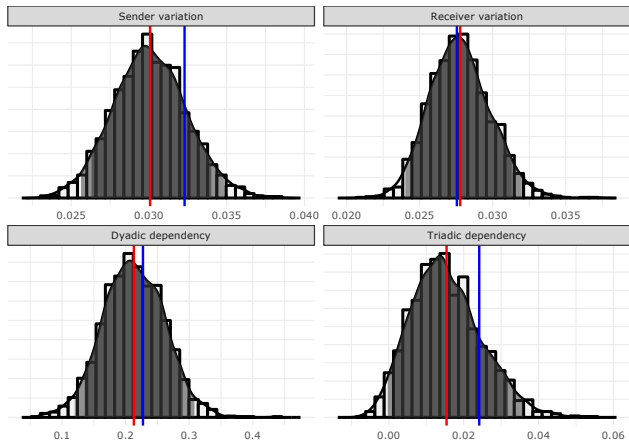 Sender variation
Receiver variation
0.025 0.030 0.035 0.040
0.020 0.025 0.030 0.035
Dyadic dependency
Triadic dependency
0.1 0.2 0.3 0.4
0.00 0.02 0.04 0.06